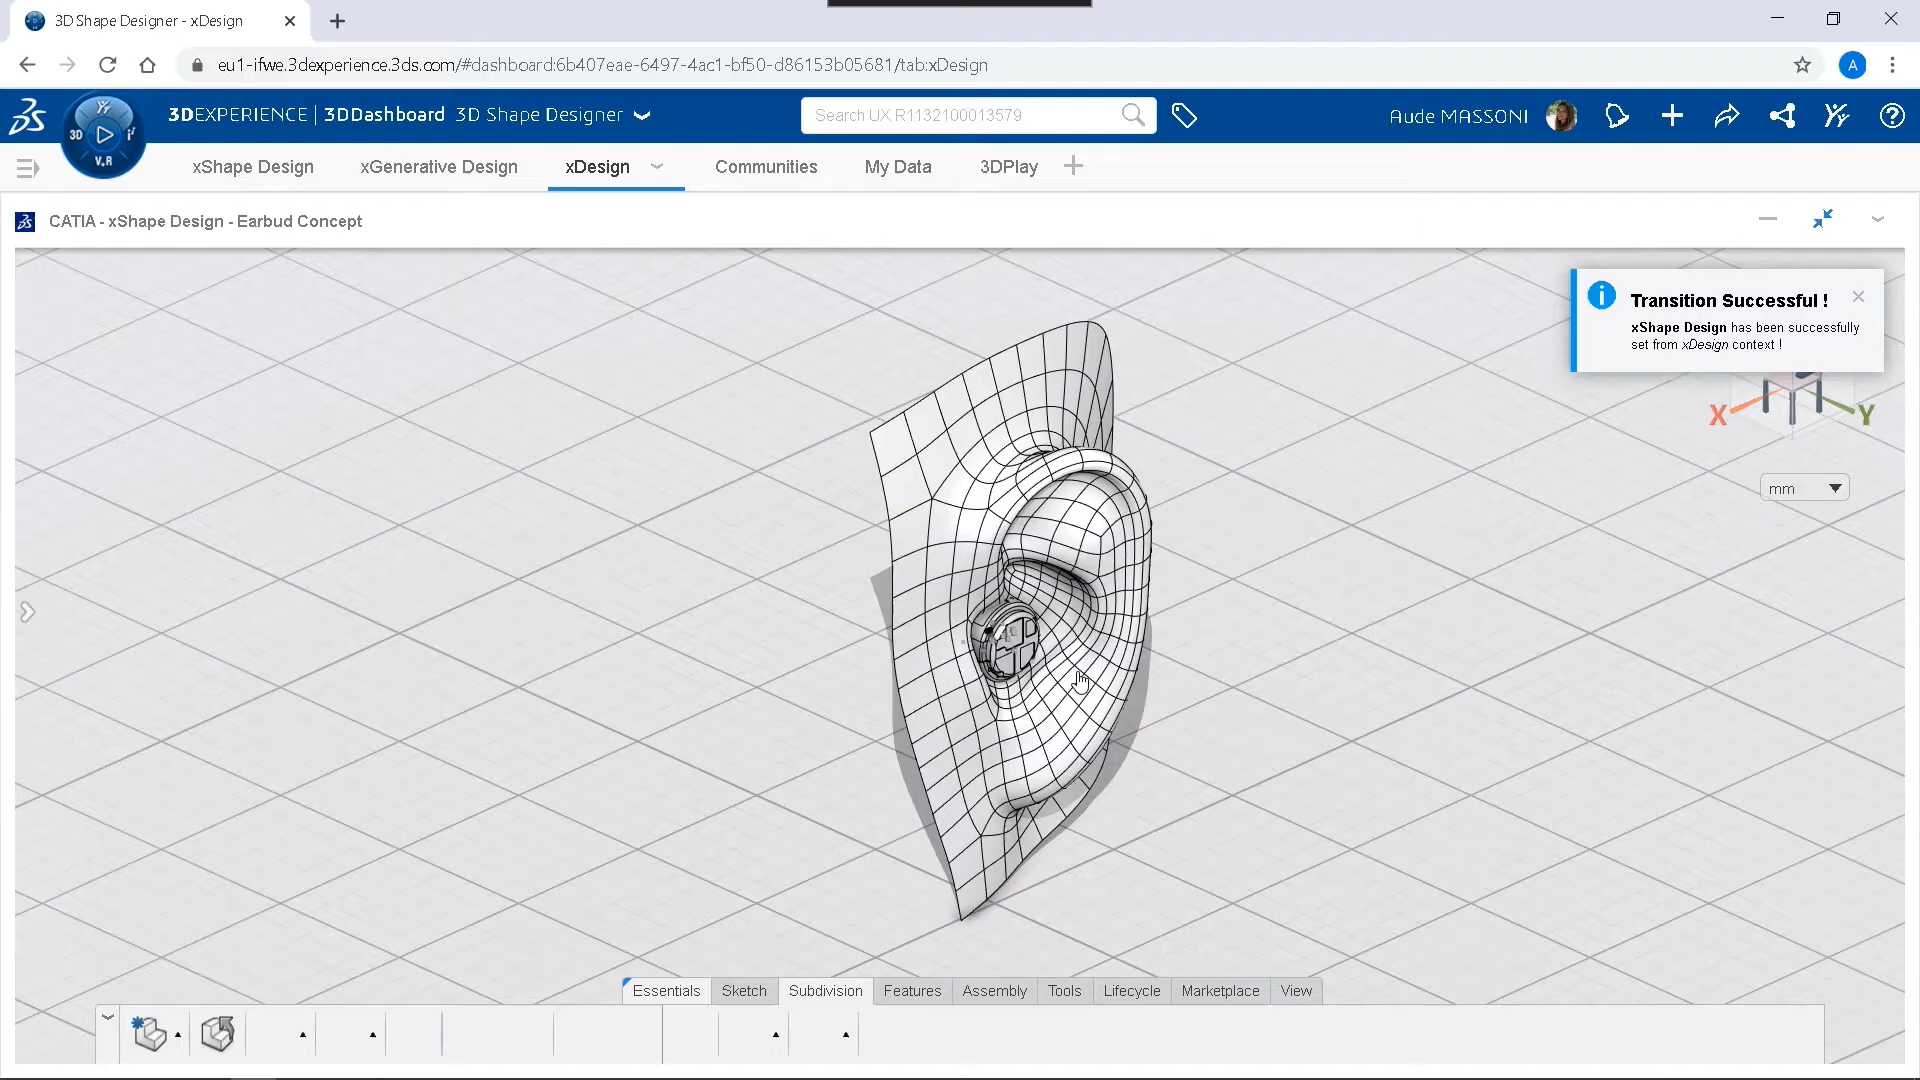 3D Shape Designer - xDesign
eu1-ifwe.3dexperience.3ds.com/#dashboard:6b407eae-6497-4ac1-bf50-d86153b05681/tab:xDesign
A
3DEXPERIENCE | 3DDashboard 3D Shape Designer
3D
V.R
Search UX R1132100013579
Aude MASSONI
xShape Design
xGenerative Design
xDesign
Communities
My Data
3DPlay
CATIA - xShape Design - Earbud Concept
Transition Successful !
xShape Design has been successfully
set from xDesign context !
X
Y
mm
Essentials
Sketch
Subdivision
Features
Assembly
Tools
Lifecycle
Marketplace
View